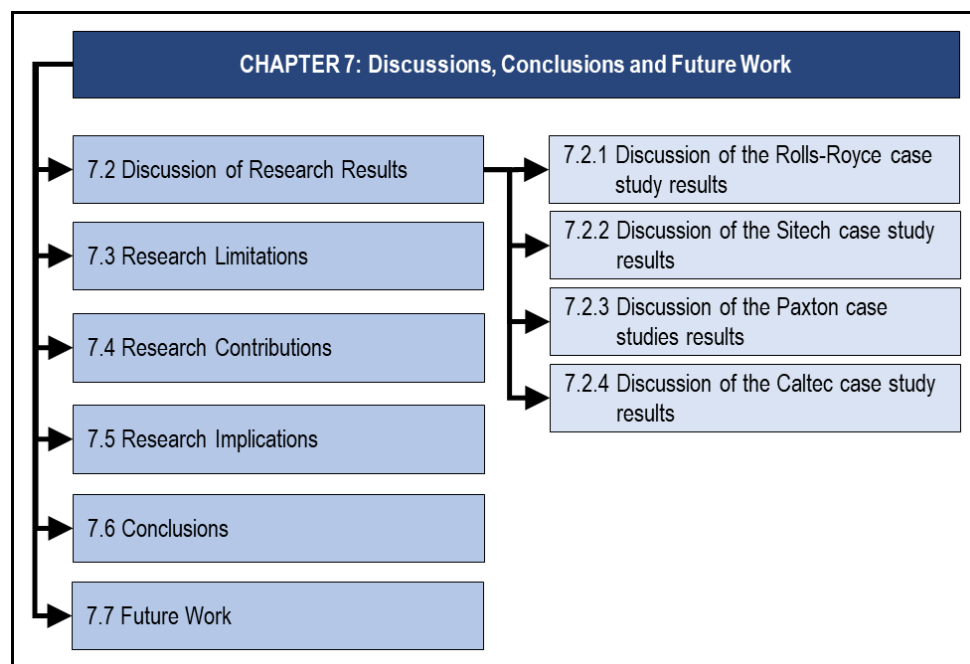 CHAPTER 7: Discussions, Conclusions and Future Work
7.2 Discussion of Research Results
7.3 Research Limitations
7.4 Research Contributions
7.5 Research Implications
7.6 Conclusions
7.7 Future Work
7.2.1 Discussion of the Rolls-Royce case
study results
7.2.2 Discussion of the Sitech case study
results
7.2.3 Discussion of the Paxton case
studies results
7.2.4 Discussion of the Caltec case study
results